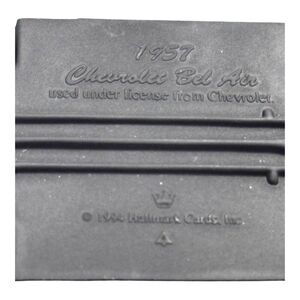 1957
Chevrolet Bel Air
used under license from Chevrolet.
© 1994 Hallmark Cards, Inc.